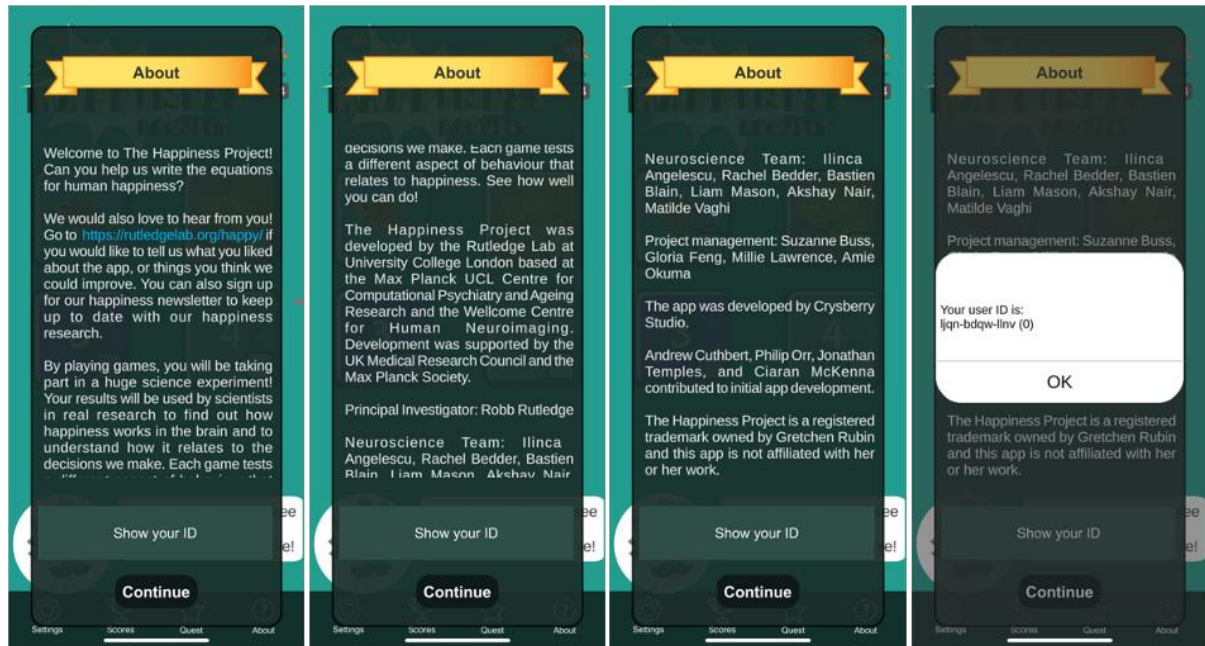 About
Welcome to The Happiness Project!
Can you help us write the equations
for human happiness?
We would also love to hear from you!
Go to https://rutledgelab.org/happy/ if
you would like to tell us what you liked
about the app, or things you think we
could improve. You can also sign up
for our happiness newsletter to keep
up to date with our happiness
research.
By playing games, you will be taking
part in a huge science experiment!
Your results will be used by scientists
in real research to find out how
happiness works in the brain and to
understand how it relates to the
decisions we make. Each game tests
a different aspect of behaviour that
Show your ID
Continue
Settings
Scores
Quest
About
About
decisions we make. Each game tests
a different aspect of behaviour that
relates to happiness. See how well
you can do!
The Happiness Project was
developed by the Rutledge Lab at
University College London based at
the Max Planck UCL Centre for
Computational Psychiatry and Ageing
Research and the Wellcome Centre
for Human Neuroimaging.
Development was supported by the
UK Medical Research Council and the
Max Planck Society.
Principal Investigator: Robb Rutledge
Neuroscience Team: Ilinca
Angelescu, Rachel Bedder, Bastien
Blain, Liam Mason, Akshay Nair,
Show your ID
Continue
Settings
Scores
Quest
About
About
Neuroscience Team: Ilinca
Angelescu, Rachel Bedder, Bastien
Blain, Liam Mason, Akshay Nair,
Matilde Vaghi
Project management: Suzanne Buss,
Gloria Feng, Millie Lawrence, Amie
Okuma
The app was developed by Crysberry
Studio.
Andrew Cuthbert, Philip Orr, Jonathan
Temples, and Ciaran McKenna
contributed to initial app development.
The Happiness Project is a registered
trademark owned by Gretchen Rubin
and this app is not affiliated with her
or her work.
Show your ID
Continue
Settings
Scores
Quest
About
About
Neuroscience Team: Ilinca
Angelescu, Rachel Bedder, Bastien
Blain, Liam Mason, Akshay Nair,
Matilde Vaghi
Project management: Suzanne Buss,
Your user ID is:
ljqn-bdqw-llnv (0)
OK
The Happiness Project is a registered
trademark owned by Gretchen Rubin
and this app is not affiliated with her
or her work.
Show your ID
Continue
Settings
Scores
Quest
About